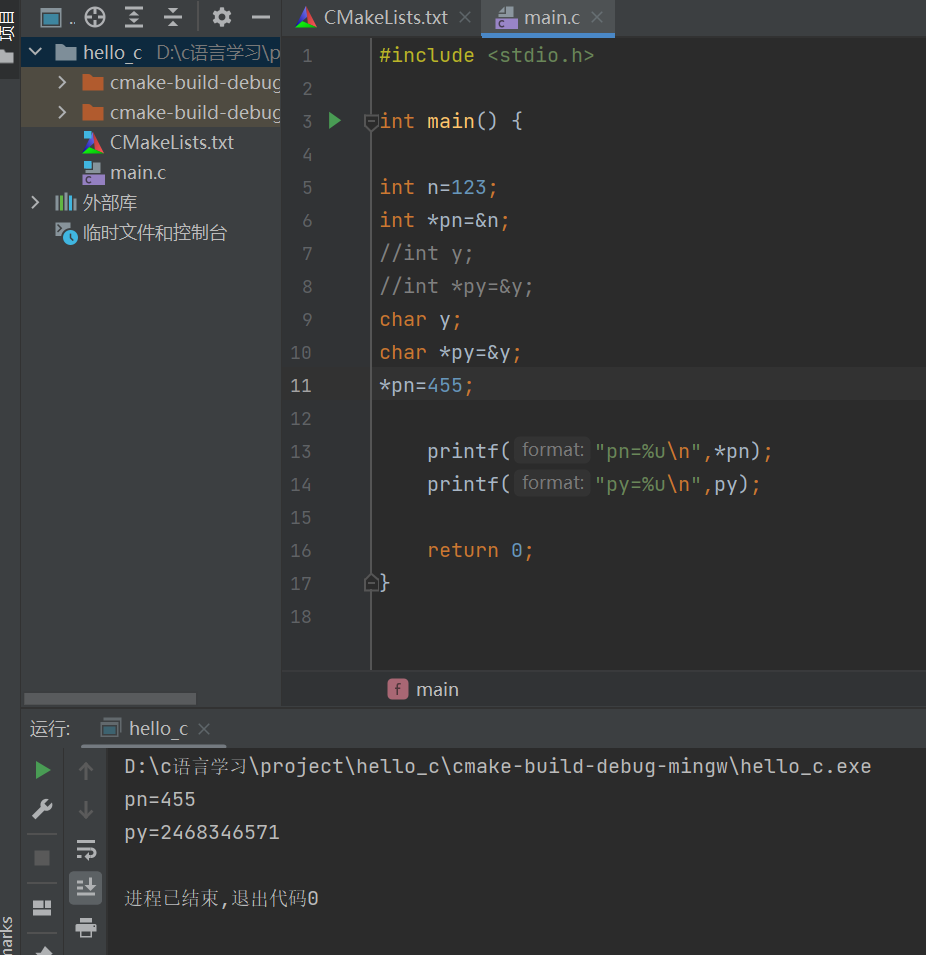 项目
CMakeLists.txt
main.c
hello_c D:\c语言学习\p
cmake-build-debug
cmake-build-debug
CMakeLists.txt
main.c
外部库
临时文件和控制台
1 #include <stdio.h>
2
3 int main() {
4
5 int n=123;
6 int *pn=&n;
7 //int y;
8 //int *py=&y;
9 char y;
10 char *py=&y;
11 *pn=455;
12
13 printf( format: "pn=%u\n",*pn);
14 printf( format: "py=%u\n",py);
15
16 return 0;
17 }
18
f main
运行: hello_c
D:\c语言学习\project\hello_c\cmake-build-debug-mingw\hello_c.exe
pn=455
py=2468346571
进程已结束,退出代码0
marks